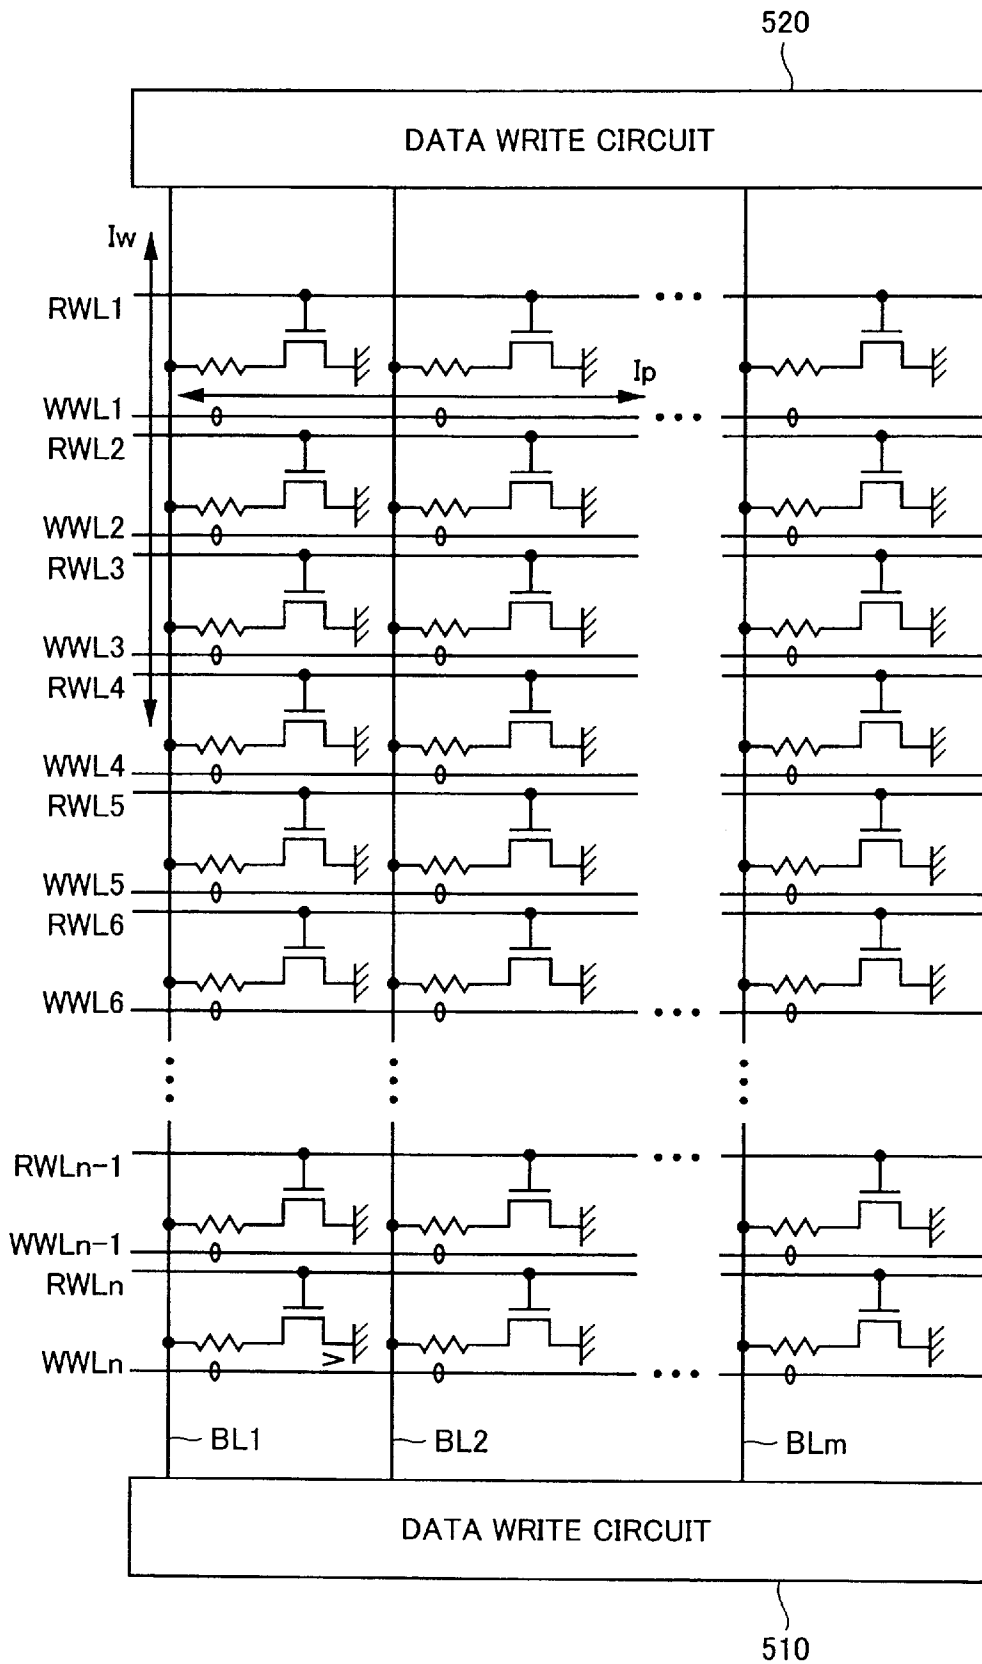 520
DATA WRITE CIRCUIT
Iw
RWL1
Ip
WWL1
RWL2
WWL2
RWL3
WWL3
RWL4
WWL4
RWL5
WWL5
RWL6
WWL6
RWLn-1
WWLn-1
RWLn
WWLn
BL1
BL2
BLm
DATA WRITE CIRCUIT
510